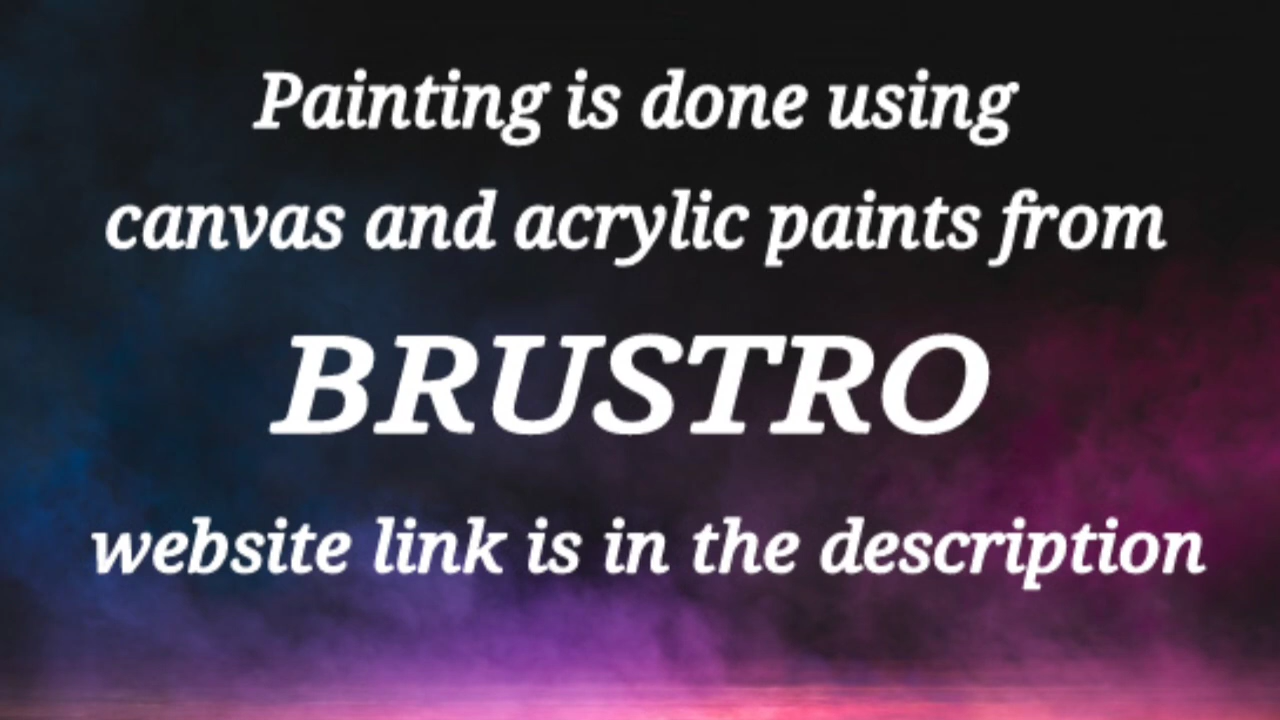 Painting is done using
canvas and acrylic paints from
BRUSTRO
website link is in the description